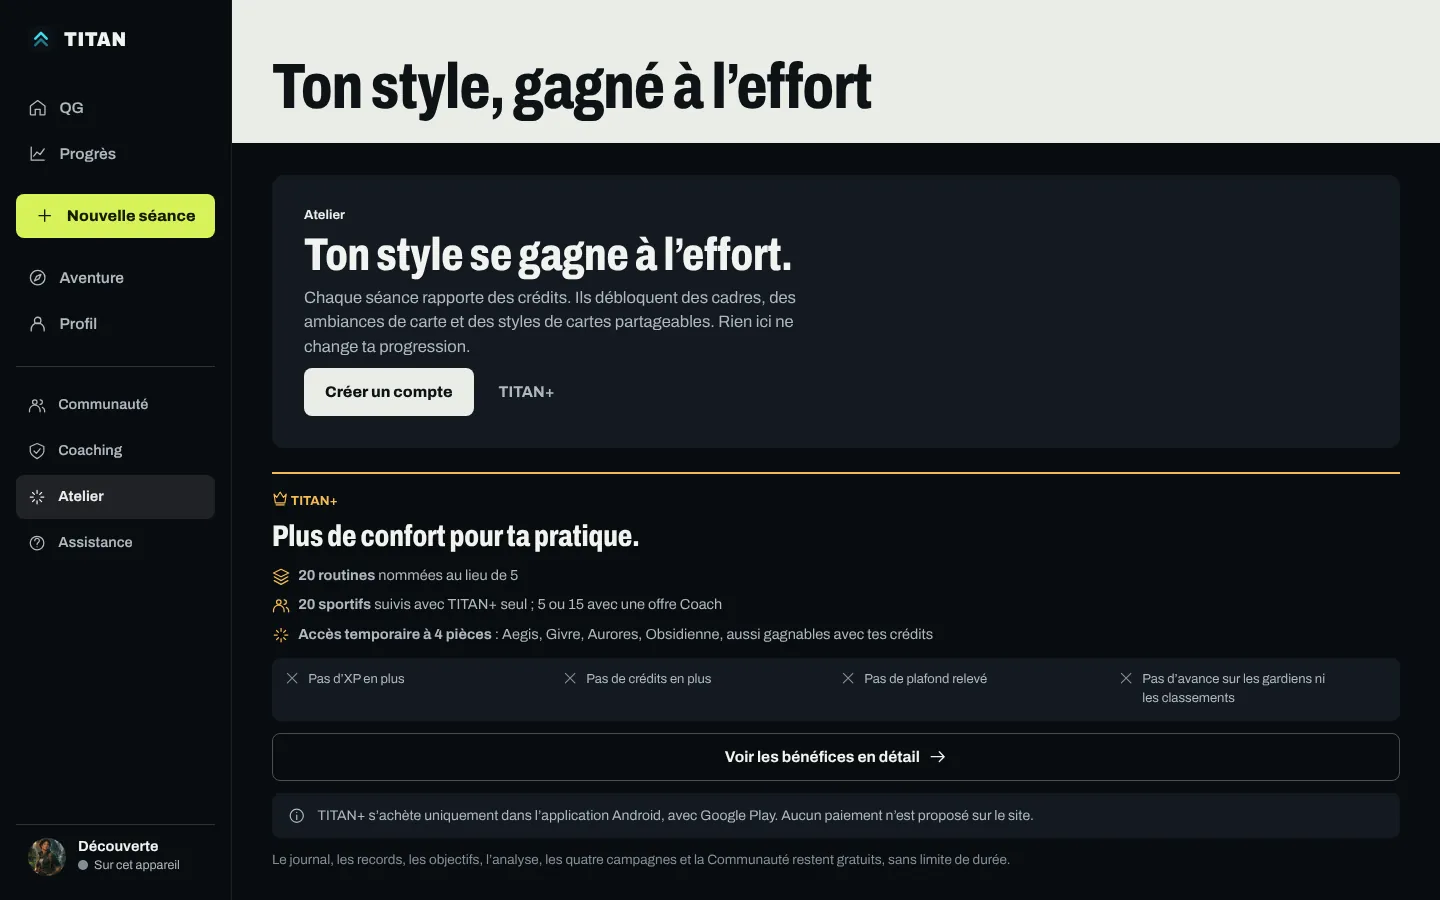 TITAN
QG
Progrès
Nouvelle séance
Aventure
Profil
Communauté
Coaching
Atelier
Assistance
Découverte
Sur cet appareil
Ton style, gagné à l’effort
Atelier
Ton style se gagne à l’effort.
Chaque séance rapporte des crédits. Ils débloquent des cadres, des
ambiances de carte et des styles de cartes partageables. Rien ici ne
change ta progression.
Créer un compte
TITAN+
TITAN+
Plus de confort pour ta pratique.
20 routines nommées au lieu de 5
20 sportifs suivis avec TITAN+ seul ; 5 ou 15 avec une offre Coach
Accès temporaire à 4 pièces : Aegis, Givre, Aurores, Obsidienne, aussi gagnables avec tes crédits
Pas d’XP en plus
Pas de crédits en plus
Pas de plafond relevé
Pas d’avance sur les gardiens ni
les classements
Voir les bénéfices en détail
TITAN+ s’achète uniquement dans l’application Android, avec Google Play. Aucun paiement n’est proposé sur le site.
Le journal, les records, les objectifs, l’analyse, les quatre campagnes et la Communauté restent gratuits, sans limite de durée.